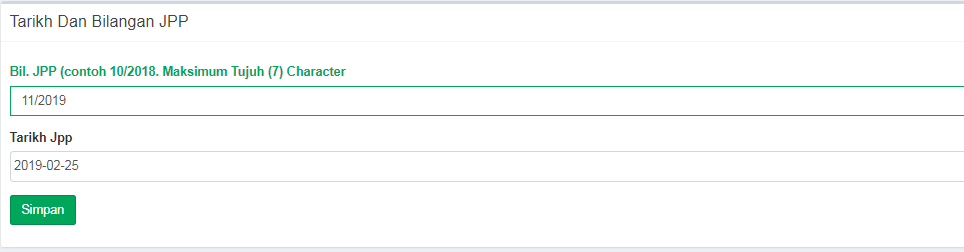 Tarikh Dan Bilangan JPP
Bil. JPP (contoh 10/2018. Maksimum Tujuh (7) Character
11/2019
Tarikh Jpp
2019-02-25
Simpan